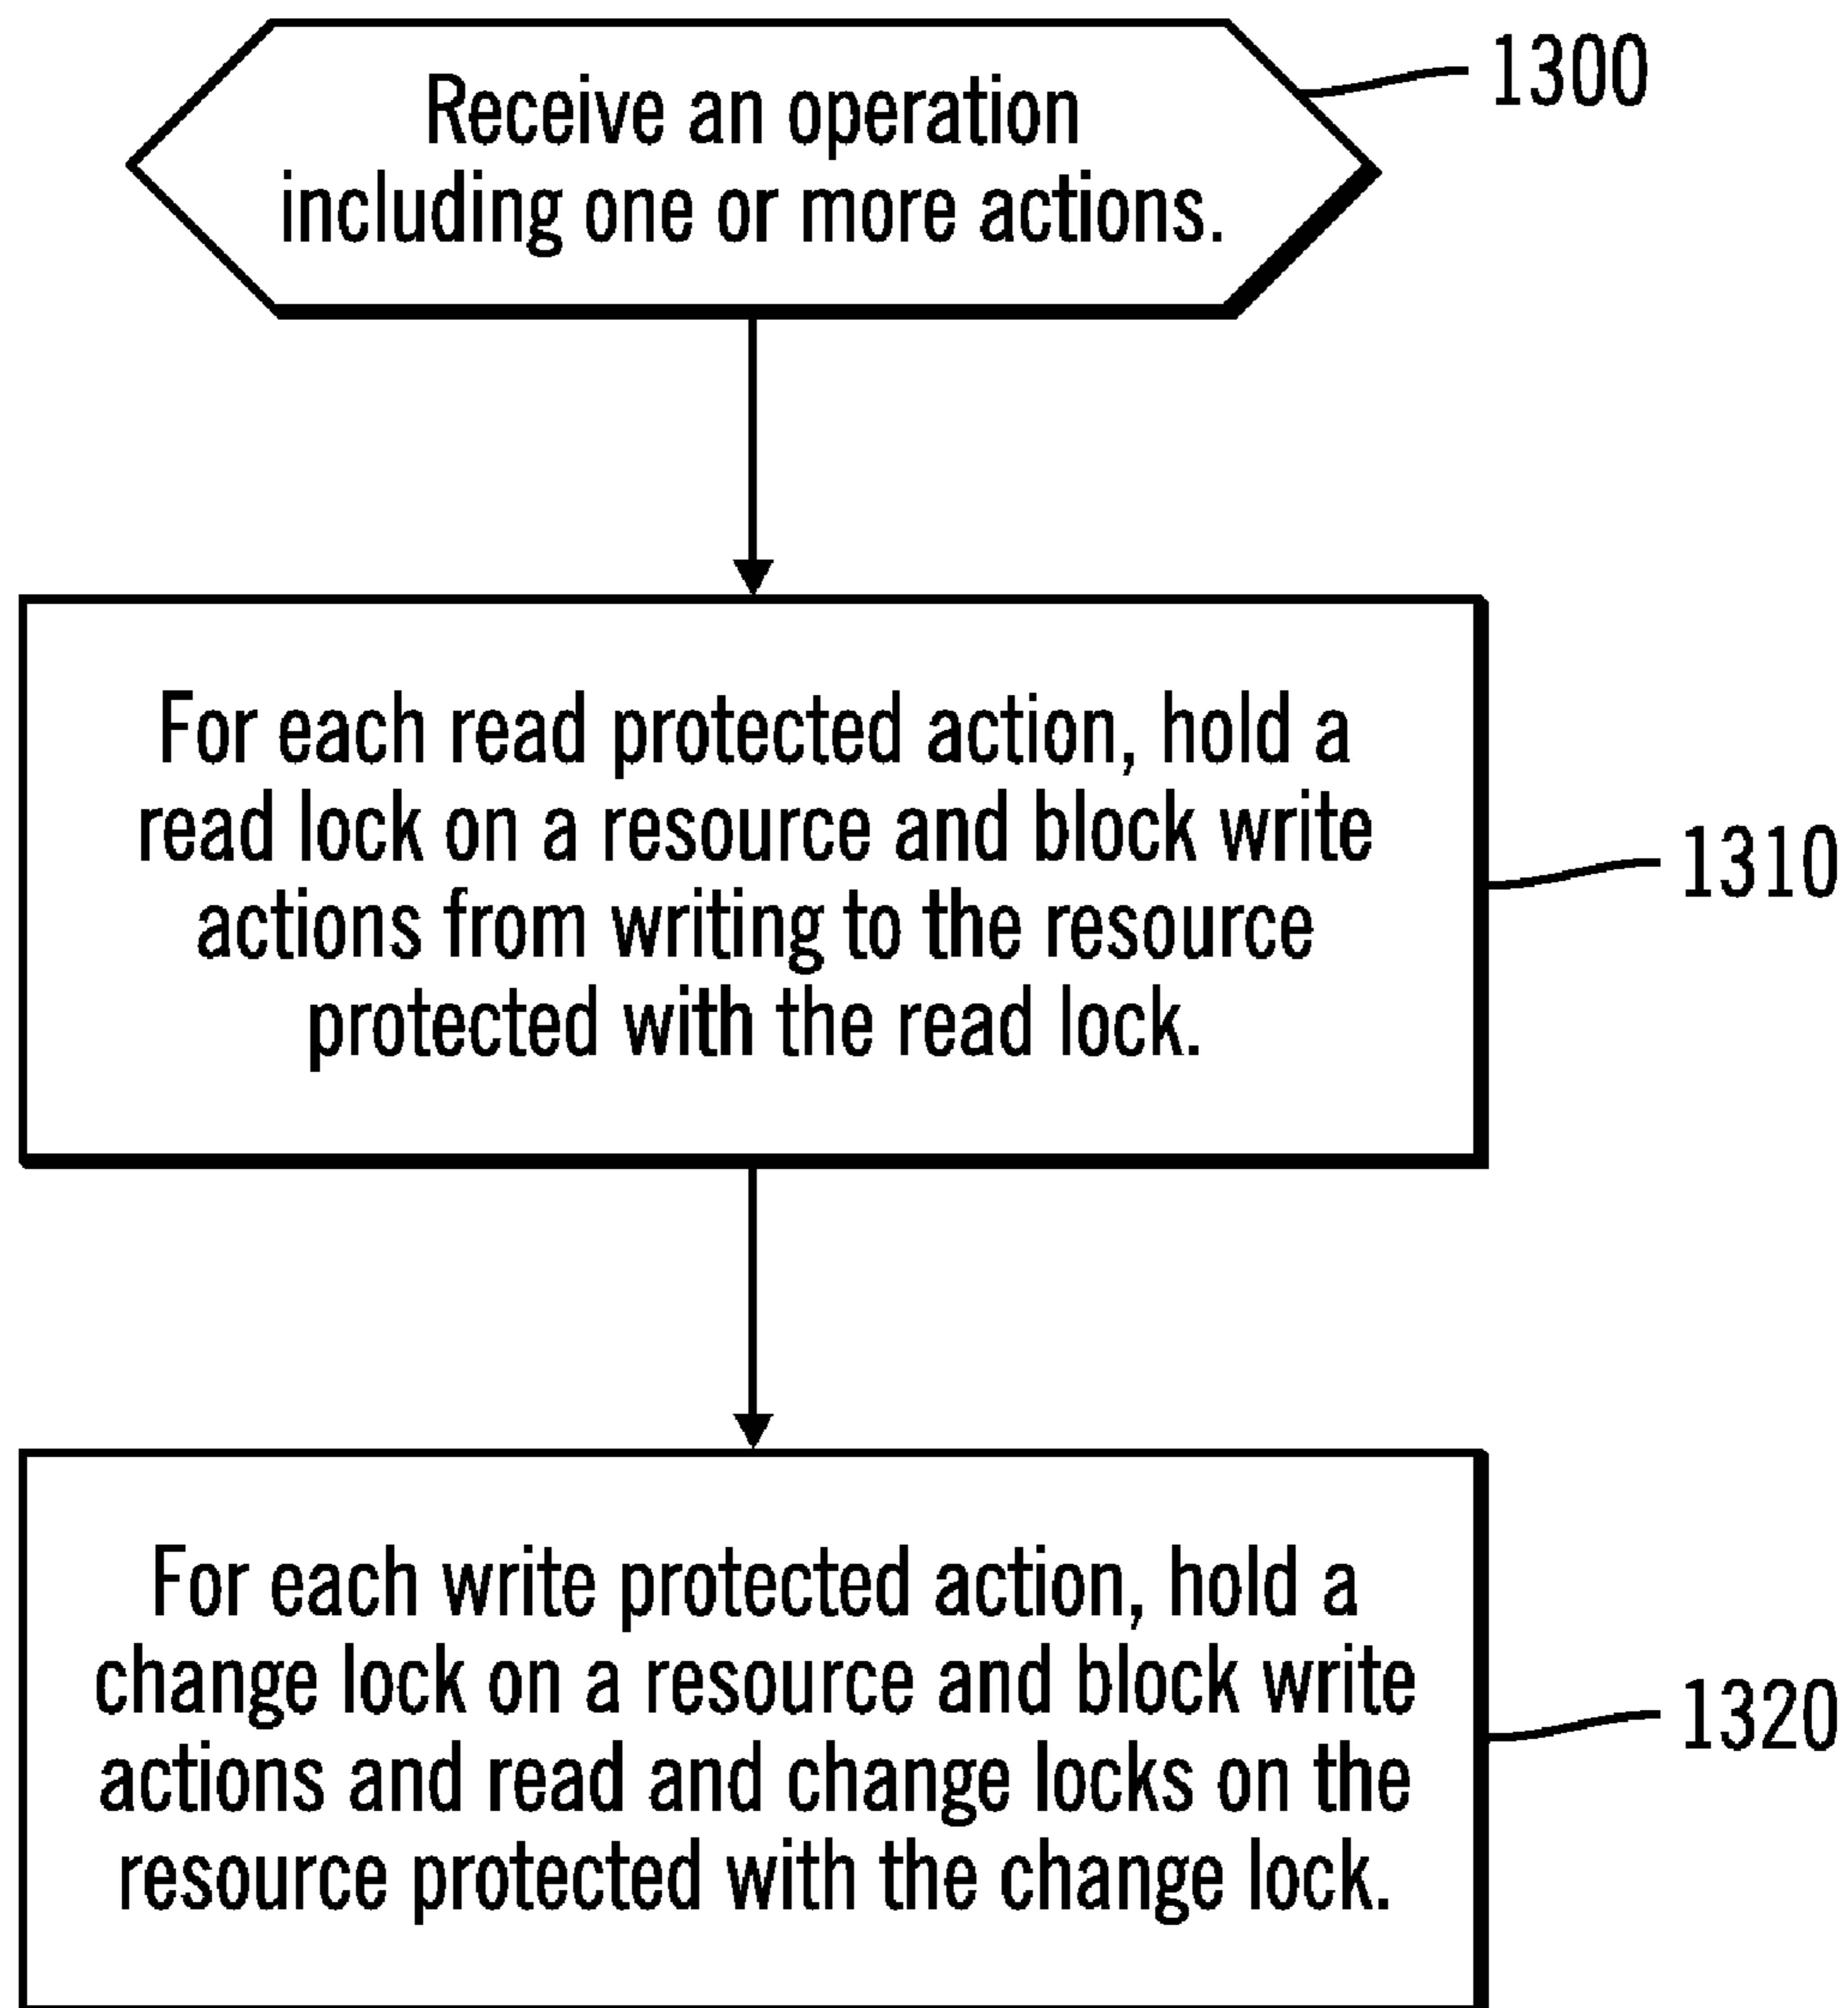 Receive an operation
including one or more actions.
1300
For each read protected action, hold a
read lock on a resource and block write
actions from writing to the resource
protected with the read lock.
1310
For each write protected action, hold a
change lock on a resource and block write
actions and read and change locks on the
resource protected with the change lock.
1320